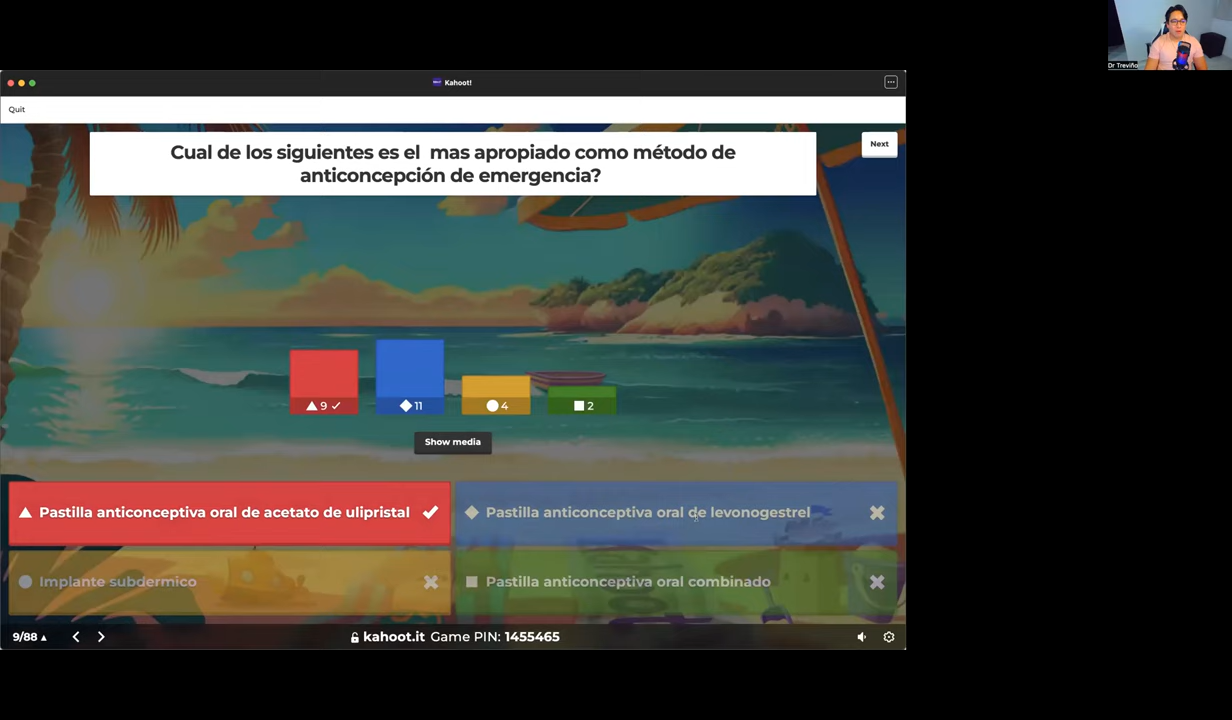 Dr Treviño
Kahoot!
Quit
Cual de los siguientes es el mas apropiado como método de
anticoncepción de emergencia?
Next
9
11
4
2
Show media
Pastilla anticonceptiva oral de acetato de ulipristal
Pastilla anticonceptiva oral de levonogestrel
Implante subdermico
Pastilla anticonceptiva oral combinado
9/88
kahoot.it Game PIN: 1455465